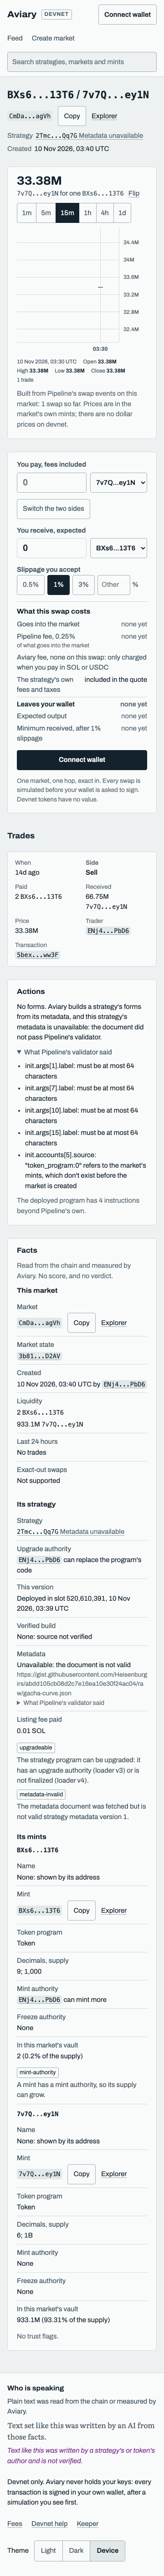 Aviary DEVNET Connect wallet
Feed Create market
Search strategies, markets and mints
BXs6...13T6 / 7v7Q...ey1N
CmDa...agVh Copy Explorer
Strategy 2Tmc...Qq7G Metadata unavailable
Created 10 Nov 2026, 03:40 UTC
33.38M
7v7Q...ey1N for one BXs6...13T6 Flip
1m 5m 15m 1h 4h 1d
34.4M
34M
33.6M
33.2M
32.8M
32.4M
03:30
10 Nov 2026, 03:30 UTC Open 33.38M
High 33.38M Low 33.38M Close 33.38M
1 trade
Built from Pipeline's swap events on this
market: 1 swap so far. Prices are in the
market's own mints; there are no dollar
prices on devnet.
You pay, fees included
0 7v7Q...ey1N
Switch the two sides
You receive, expected
0 BXs6...13T6
Slippage you accept
0.5% 1% 3% Other %
What this swap costs
Goes into the market none yet
Pipeline fee, 0.25% none yet
of what goes into the market
Aviary fee, none on this swap: only charged
when you pay in SOL or USDC
The strategy's own included in the quote
fees and taxes
Leaves your wallet none yet
Expected output none yet
Minimum received, after 1% none yet
slippage
Connect wallet
One market, one hop, exact in. Every swap is
simulated before your wallet is asked to sign.
Devnet tokens have no value.
Trades
When Side
14d ago Sell
Paid Received
2 BXs6...13T6 66.75M
7v7Q...ey1N
Price Trader
33.38M ENj4...PbD6
Transaction
5bex...ww3F
Actions
No forms. Aviary builds a strategy's forms
from its metadata, and this strategy's
metadata is unavailable: the document did
not pass Pipeline's validator.
▼ What Pipeline's validator said
• init.args[1].label: must be at most 64
characters
• init.args[7].label: must be at most 64
characters
• init.args[10].label: must be at most 64
characters
• init.args[15].label: must be at most 64
characters
• init.accounts[5].source:
"token_program:0" refers to the market's
mints, which don't exist before the
market is created
The deployed program has 4 instructions
beyond Pipeline's own.
Facts
Read from the chain and measured by
Aviary. No score, and no verdict.
This market
Market
CmDa...agVh Copy Explorer
Market state
3b81...D2AV
Created
10 Nov 2026, 03:40 UTC by ENj4...PbD6
Liquidity
2 BXs6...13T6
933.1M 7v7Q...ey1N
Last 24 hours
No trades
Exact-out swaps
Not supported
Its strategy
Strategy
2Tmc...Qq7G Metadata unavailable
Upgrade authority
ENj4...PbD6 can replace the program's
code
This version
Deployed in slot 520,610,391, 10 Nov
2026, 03:39 UTC
Verified build
None: source not verified
Metadata
Unavailable: the document is not valid
► What Pipeline's validator said
Listing fee paid
0.01 SOL
upgradeable
The strategy program can be upgraded: it
has an upgrade authority (loader v3) or is
not finalized (loader v4).
metadata-invalid
The metadata document was fetched but is
not valid strategy metadata version 1.
Its mints
BXs6...13T6
Name
None: shown by its address
Mint
BXs6...13T6 Copy Explorer
Token program
Token
Decimals, supply
9; 1,000
Mint authority
ENj4...PbD6 can mint more
Freeze authority
None
In this market's vault
2 (0.2% of the supply)
mint-authority
A mint has a mint authority, so its supply
can grow.
7v7Q...ey1N
Name
None: shown by its address
Mint
7v7Q...ey1N Copy Explorer
Token program
Token
Decimals, supply
6; 1B
Mint authority
None
Freeze authority
None
In this market's vault
933.1M (93.31% of the supply)
No trust flags.
Who is speaking
Plain text was read from the chain or measured by
Aviary.
Text set like this was written by an AI from
those facts.
Text like this was written by a strategy's or token's
author and is not verified.
Devnet only. Aviary never holds your keys: every
transaction is signed in your own wallet, after a
simulation you see first.
Fees Devnet help Keeper
Theme Light Dark Device